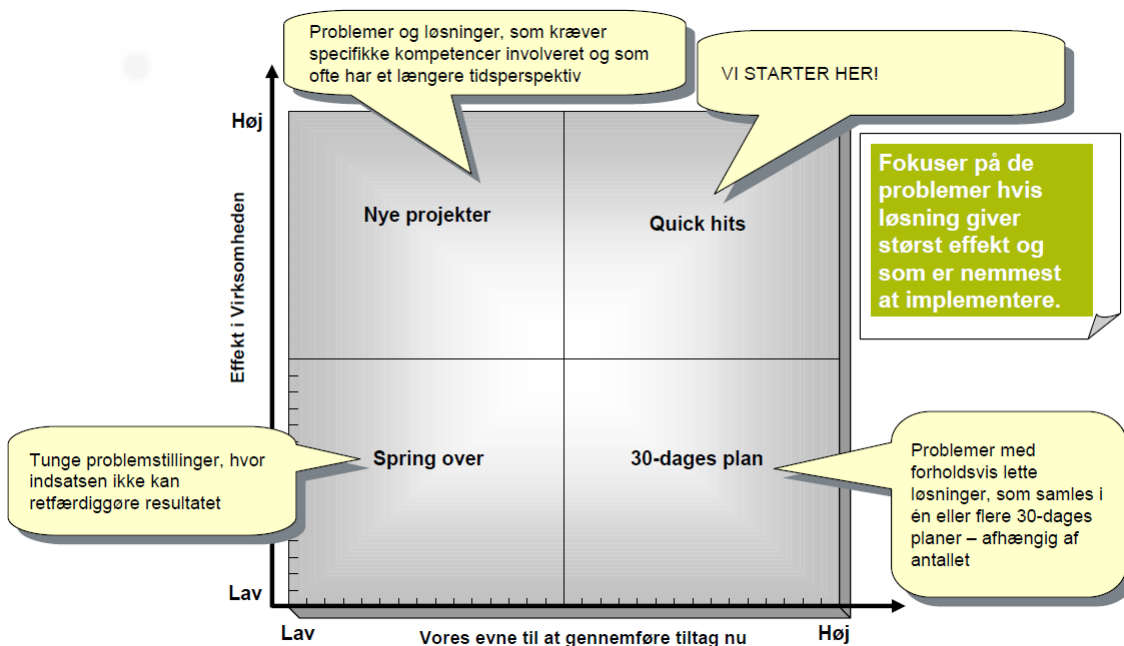 Problemer og løsninger, som kræver
specifikke kompetencer involveret og som
ofte har et længere tidsperspektiv
VI STARTER HER!
Høj
Fokuser på de
problemer hvis
løsning giver
størst effekt og
som er nemmest
at implementere.
Nye projekter
Quick hits
Effekt i Virksomheden
Tunge problemstillinger, hvor
indsatsen ikke kan
retfærdiggøre resultatet
Spring over
30-dages plan
Problemer med
forholdsvis lette
løsninger, som samles i
én eller flere 30-dages
planer – afhængig af
antallet
Lav
Lav
Vores evne til at gennemføre tiltag nu
Høj